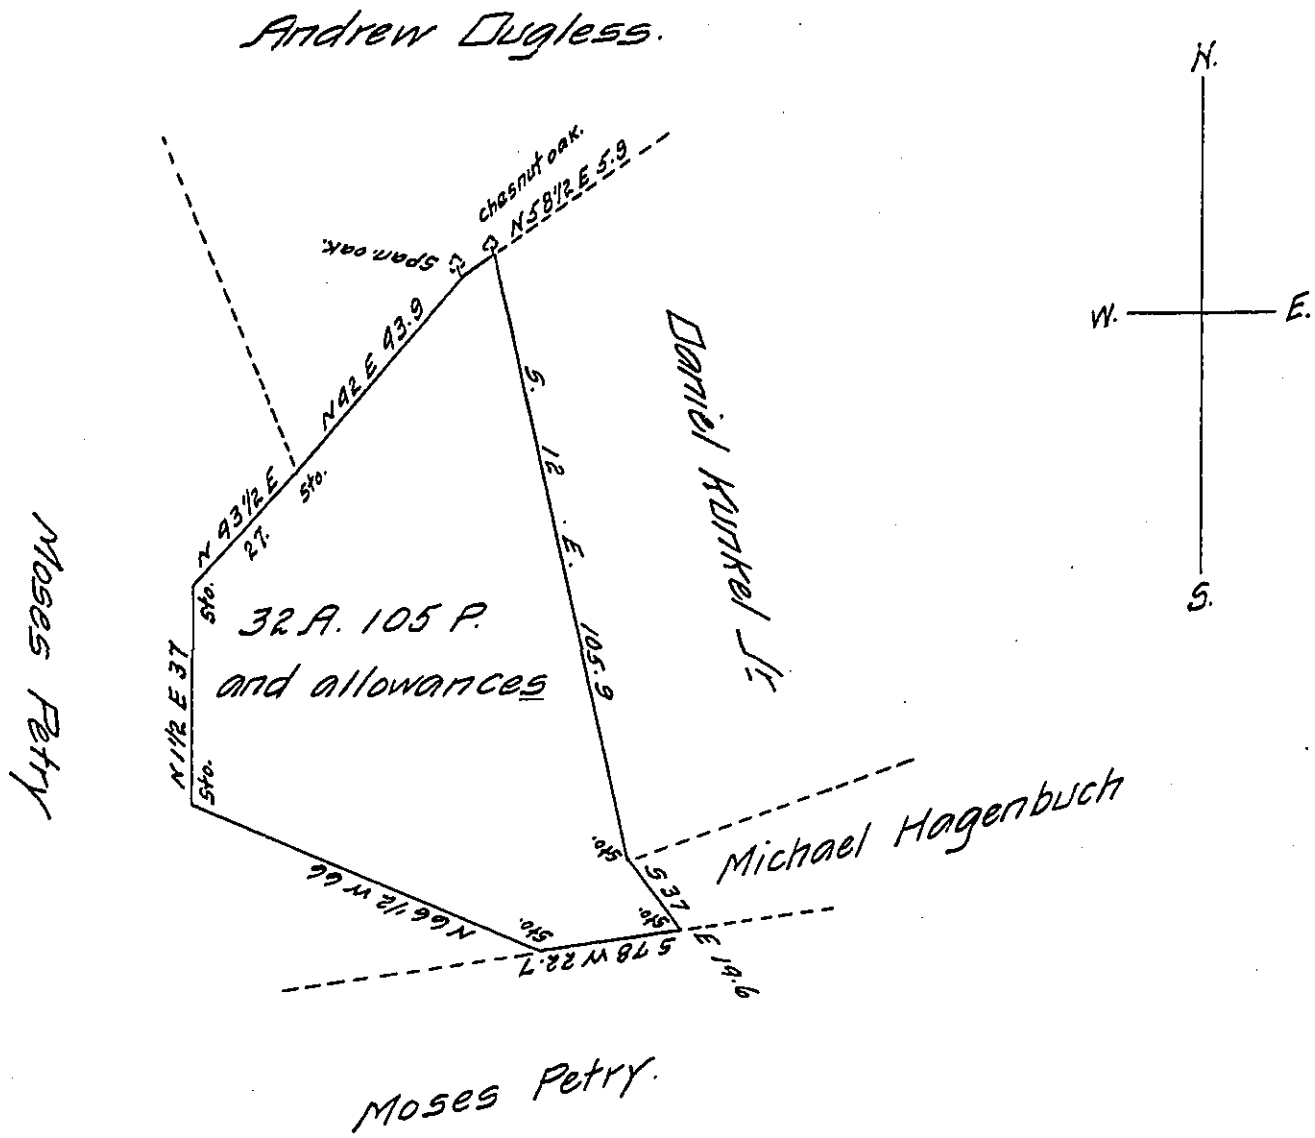 Andrew Dugless.
N.
W.
E.
S.
chesnut oak.
N 58 1/2 E 5.9
Span. oak.
N 42 E 43.9
Sto.
N 43 1/2 E
27.
Sto.
S. 12 E. 105.9
Daniel Kunkel Jr.
32 A. 105 P.
and allowances
Moses Petry
N 1 1/2 E 37
Sto.
N 66 1/2 W 66
Sto.
S 78 W 22.7
Sto.
Sto.
S 37 E 14.6
Michael Hagenbuch
Moses Petry.